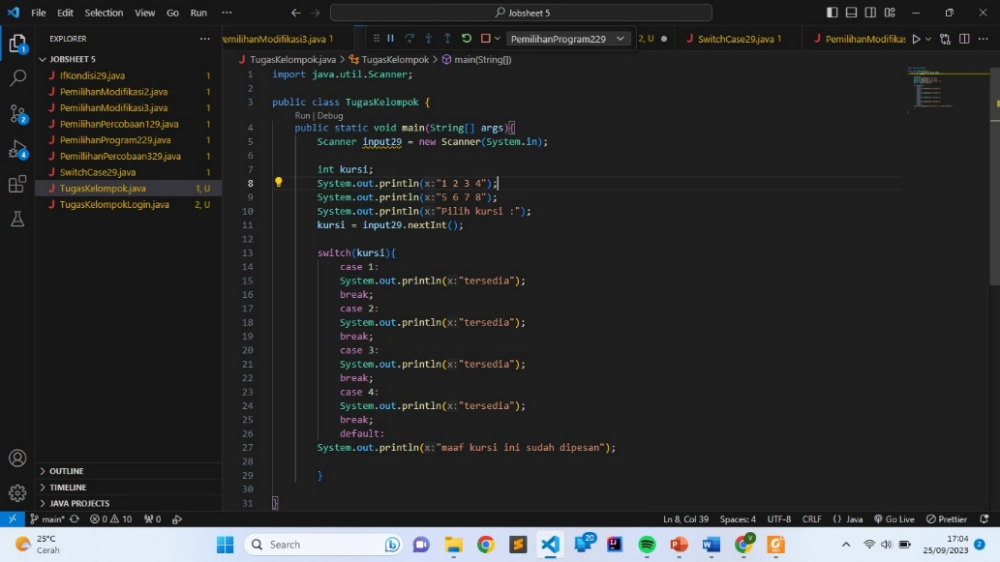 File Edit Selection View Go Run ··· Jobsheet 5
EXPLORER ···
JOBSHEET 5
IfKondisi29.java 1
PemilihanModifikasi2.java 1
PemilihanModifikasi3.java 1
PemilihanPercobaan129.java 1
PemilihanProgram229.java 1
PemillihanPercobaan329.java 1
SwitchCase29.java 1
TugasKelompok.java 1, U
TugasKelompokLogin.java 2, U
OUTLINE
TIMELINE
JAVA PROJECTS
1
2
4
emilihanModifikasi3.java 1 PemilihanProgram229 2, U SwitchCase29.java 1 PemilihanModifikas
TugasKelompok.java > TugasKelompok > main(String[])
1 import java.util.Scanner;
2
3 public class TugasKelompok {
Run | Debug
4 public static void main(String[] args){
5 Scanner input29 = new Scanner(System.in);
6
7 int kursi;
8 System.out.println(x:"1 2 3 4");
9 System.out.println(x:"5 6 7 8");
10 System.out.println(x:"Pilih kursi :");
11 kursi = input29.nextInt();
12
13 switch(kursi){
14 case 1:
15 System.out.println(x:"tersedia");
16 break;
17 case 2:
18 System.out.println(x:"tersedia");
19 break;
20 case 3:
21 System.out.println(x:"tersedia");
22 break;
23 case 4:
24 System.out.println(x:"tersedia");
25 break;
26 default:
27 System.out.println(x:"maaf kursi ini sudah dipesan");
28
29 }
30
31 }
main* 0 10 0 Ln 8, Col 39 Spaces: 4 UTF-8 CRLF {} Java Go Live Prettier
25°C
Cerah
Search
20
17:04
25/09/2023
2